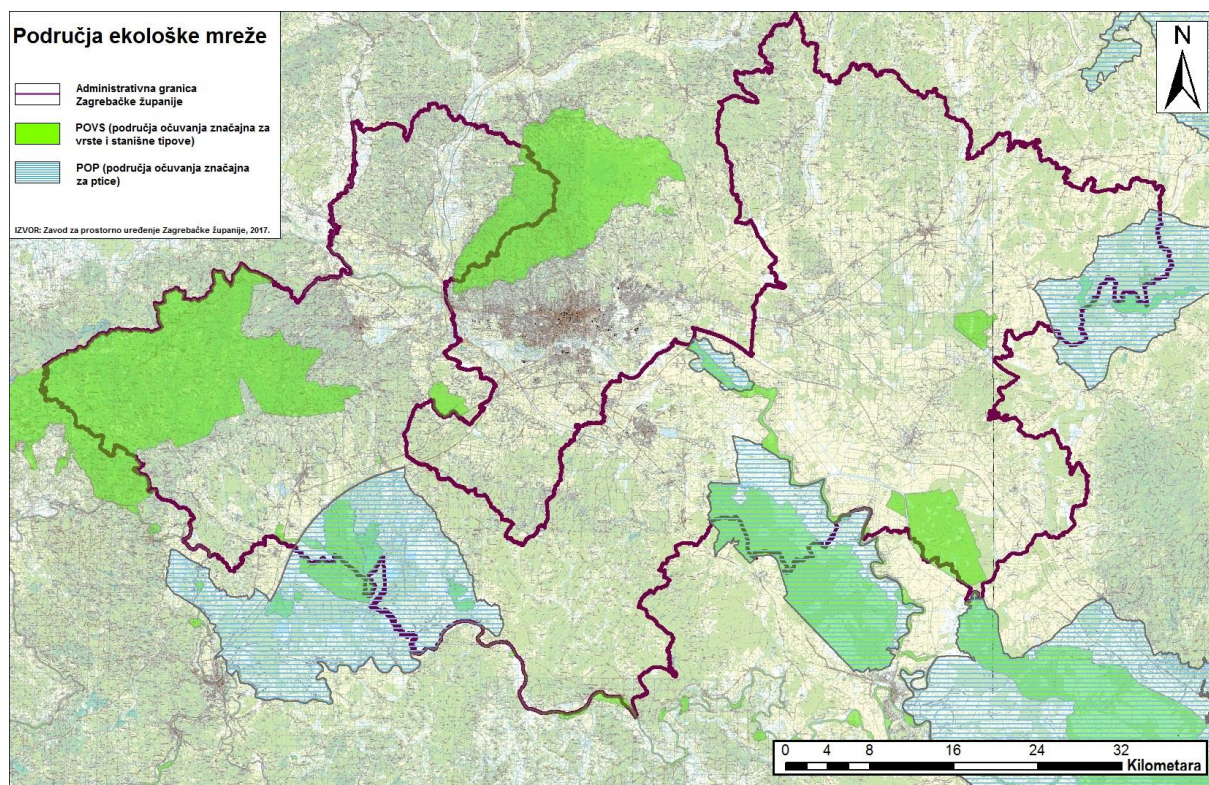 Područja ekološke mreže
Administrativna granica
Zagrebačke županije
POVS (područja očuvanja značajna za
vrste i stanišne tipove)
POP (područja očuvanja značajna
za ptice)
IZVOR: Zavod za prostorno uređenje Zagrebačke županije, 2017.
N
0 4 8 16 24 32
Kilometara